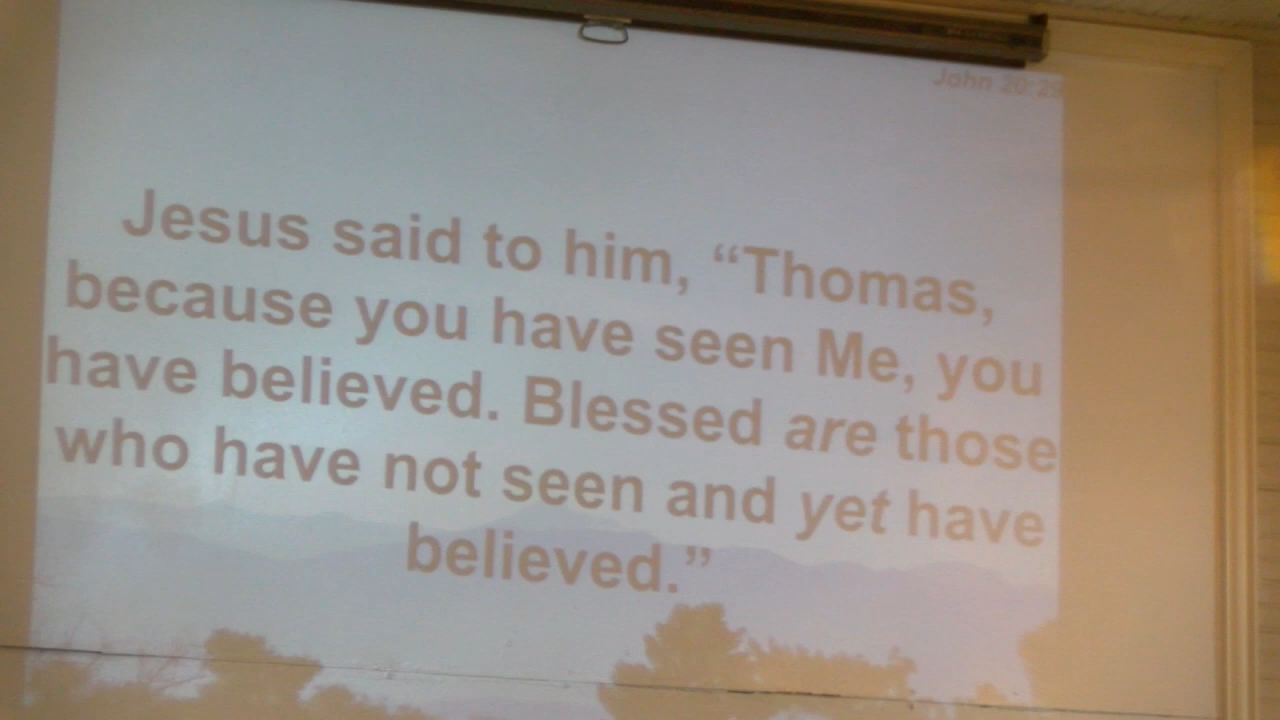 John 20:29
Jesus said to him, “Thomas,
because you have seen Me, you
have believed. Blessed are those
who have not seen and yet have
believed.”